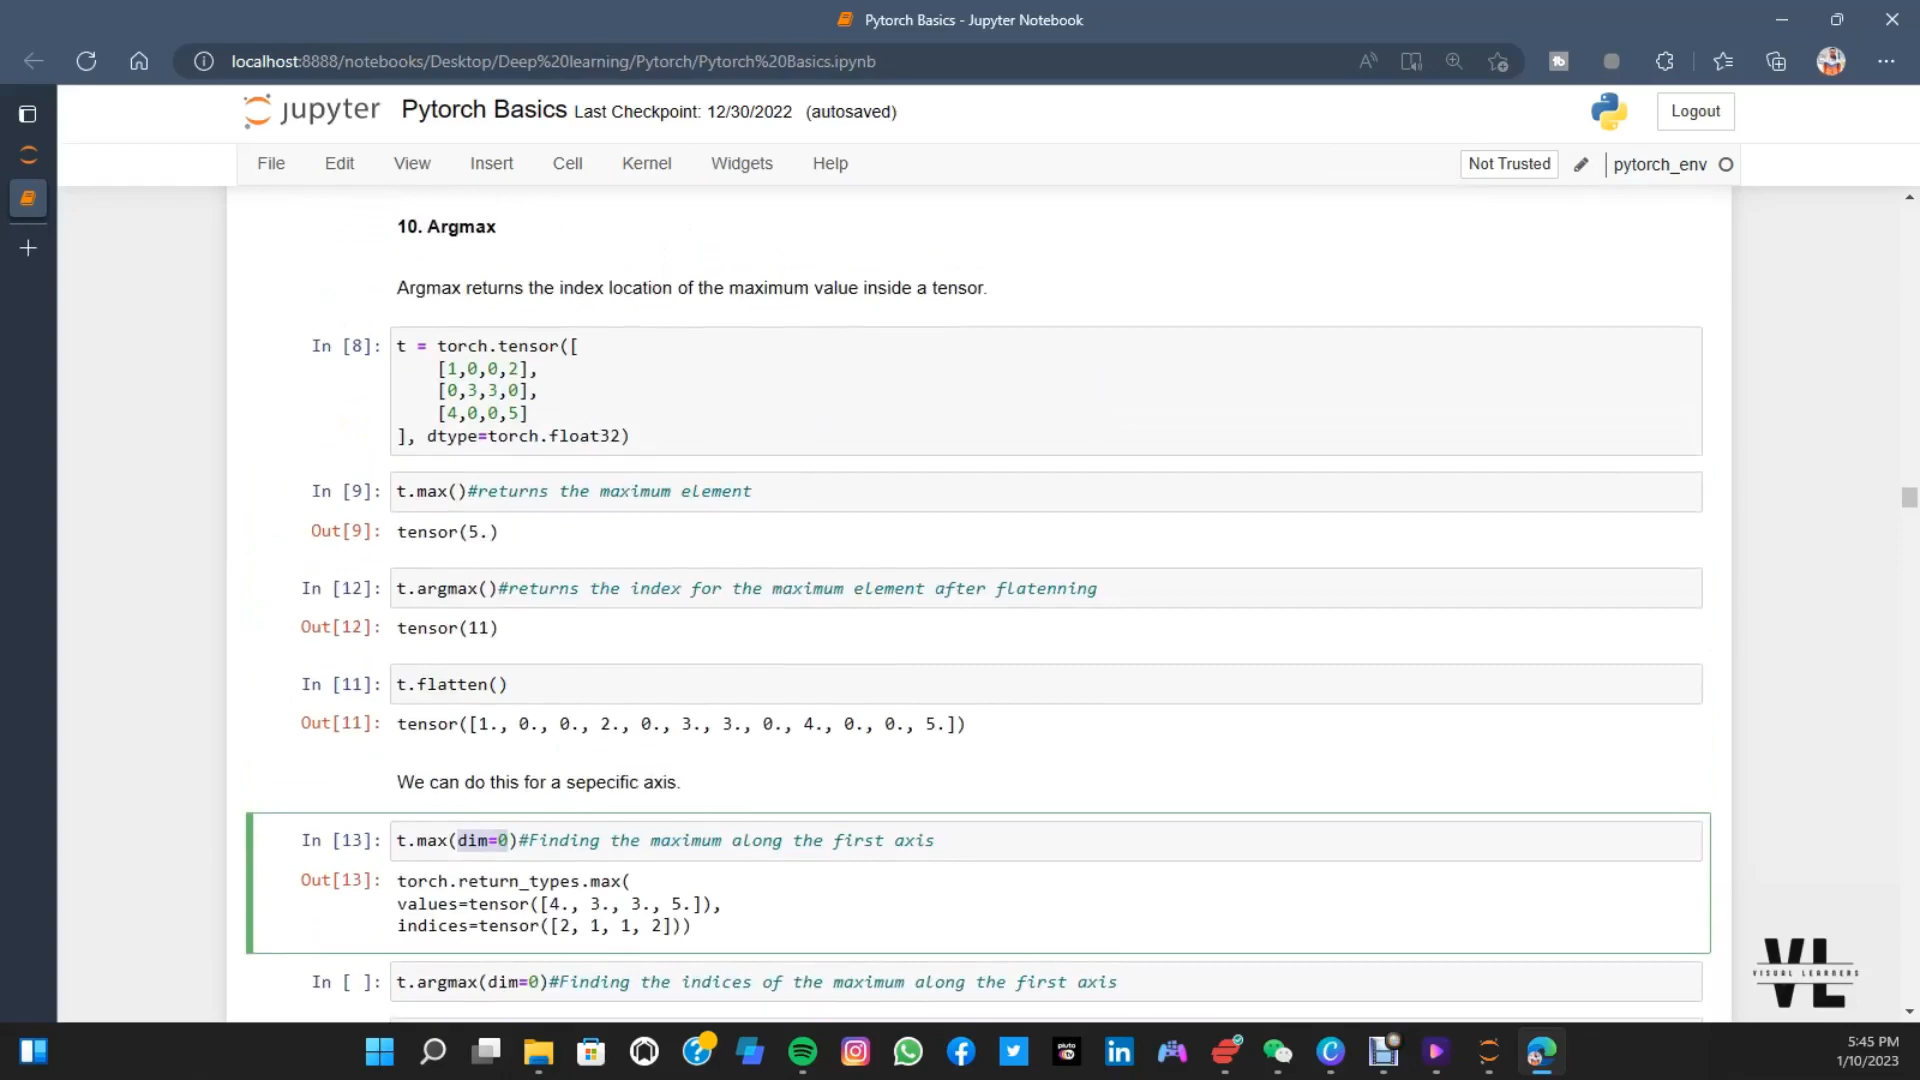 Pytorch Basics - Jupyter Notebook
localhost:8888/notebooks/Desktop/Deep%20learning/Pytorch/Pytorch%20Basics.ipynb
jupyter Pytorch Basics Last Checkpoint: 12/30/2022 (autosaved)
Logout
File Edit View Insert Cell Kernel Widgets Help
Not Trusted pytorch_env
10. Argmax
Argmax returns the index location of the maximum value inside a tensor.
In [8]: t = torch.tensor([
[1,0,0,2],
[0,3,3,0],
[4,0,0,5]
], dtype=torch.float32)
In [9]: t.max()#returns the maximum element
Out[9]: tensor(5.)
In [12]: t.argmax()#returns the index for the maximum element after flatenning
Out[12]: tensor(11)
In [11]: t.flatten()
Out[11]: tensor([1., 0., 0., 2., 0., 3., 3., 0., 4., 0., 0., 5.])
We can do this for a sepecific axis.
In [13]: t.max(dim=0)#Finding the maximum along the first axis
Out[13]: torch.return_types.max(
values=tensor([4., 3., 3., 5.]),
indices=tensor([2, 1, 1, 2]))
In [ ]: t.argmax(dim=0)#Finding the indices of the maximum along the first axis
VL
VISUAL LEARNERS
pluto tv
5:45 PM
1/10/2023